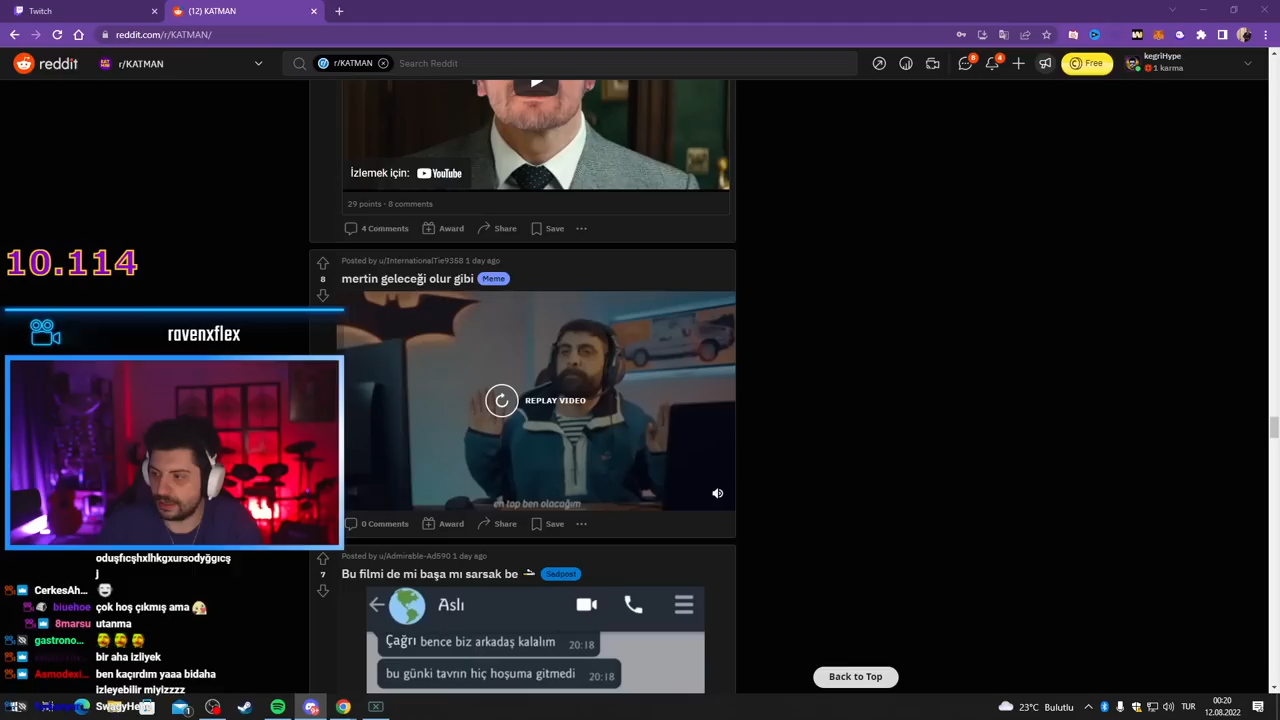 Twitch
(12) KATMAN
reddit.com/r/KATMAN/
reddit
r/KATMAN
r/KATMAN
Search Reddit
8
4
Free
kegriHype
1 karma
İzlemek için: YouTube
29 points · 8 comments
4 Comments
Award
Share
Save
Posted by u/InternationalTie9358 1 day ago
8
mertin geleceği olur gibi Meme
10.114
ravenxflex
REPLAY VIDEO
en top ben olacağım
0 Comments
Award
Share
Save
Posted by u/Admirable-Ad590 1 day ago
7
Bu filmi de mi başa mı sarsak be Sadpost
Aslı
Çağrı bence biz arkadaş kalalım 20:18
bu günki tavrın hiç hoşuma gitmedi 20:18
oduşfıcşhxlhkgxursodyğgıcş
j
CerkesAh...
biuehoe çok hoş çıkmış ama
8marsu utanma
gastrono...
bir aha izliyek
Asmodexi... ben kaçırdım yaaa bidaha
izleyebilir miyizzzz
SwagyHe
Back to Top
23°C Bulutlu
TUR
00:20
12.08.2022